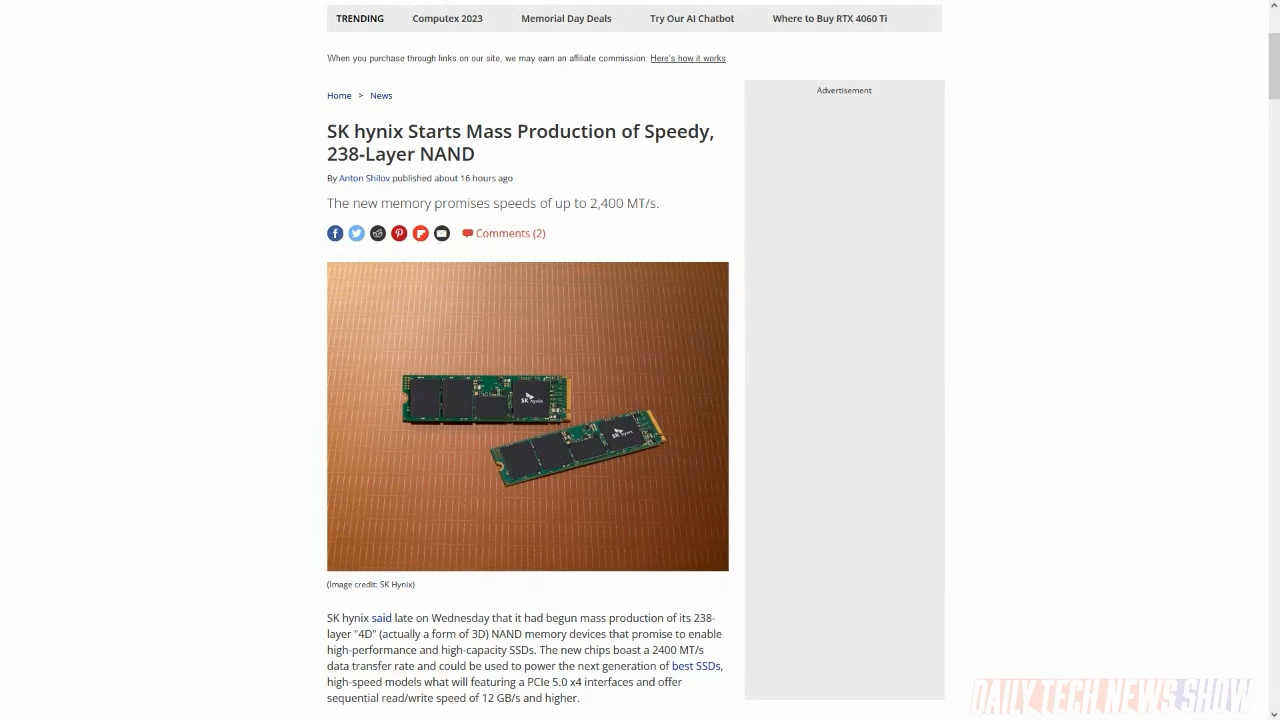 TRENDING Computex 2023 Memorial Day Deals Try Our AI Chatbot Where to Buy RTX 4060 Ti
When you purchase through links on our site, we may earn an affiliate commission. Here's how it works.
Advertisement
Home > News
SK hynix Starts Mass Production of Speedy,
238-Layer NAND
By Anton Shilov published about 16 hours ago
The new memory promises speeds of up to 2,400 MT/s.
Comments (2)
SK hynix
SK hynix
(Image credit: SK Hynix)
SK hynix said late on Wednesday that it had begun mass production of its 238-
layer "4D" (actually a form of 3D) NAND memory devices that promise to enable
high-performance and high-capacity SSDs. The new chips boast a 2400 MT/s
data transfer rate and could be used to power the next generation of best SSDs,
high-speed models what will featuring a PCIe 5.0 x4 interfaces and offer
sequential read/write speed of 12 GB/s and higher.
DAILY TECH NEWS SHOW